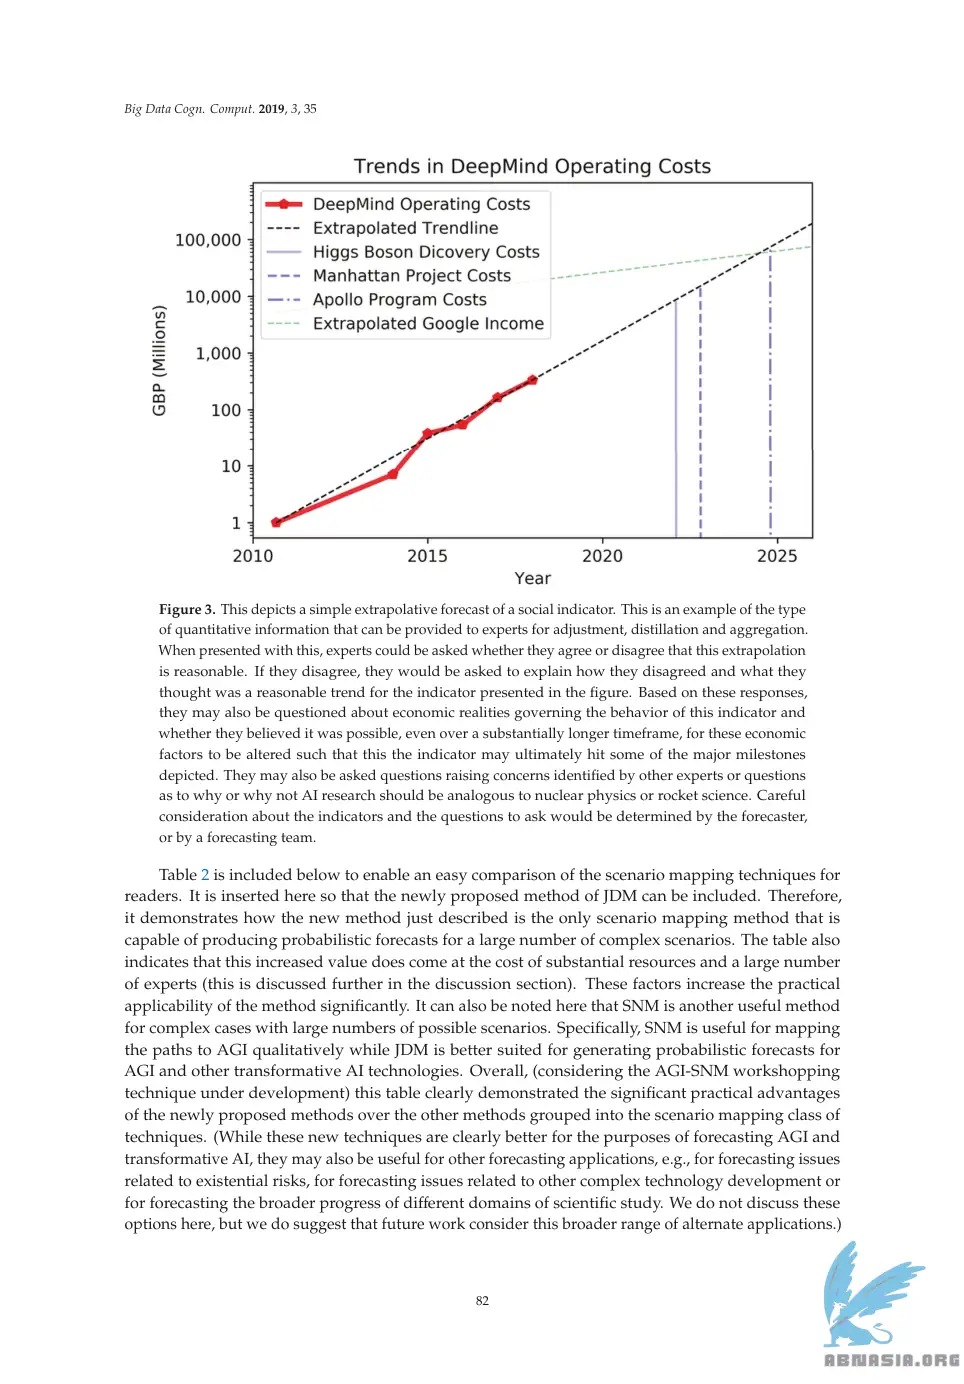 Big Data Cogn. Comput. 2019, 3, 35
Trends in DeepMind Operating Costs
DeepMind Operating Costs
Extrapolated Trendline
Higgs Boson Dicovery Costs
Manhattan Project Costs
Apollo Program Costs
Extrapolated Google Income
GBP (Millions)
100,000
10,000
1,000
100
10
1
2010
2015
2020
2025
Year
Figure 3. This depicts a simple extrapolative forecast of a social indicator. This is an example of the type
of quantitative information that can be provided to experts for adjustment, distillation and aggregation.
When presented with this, experts could be asked whether they agree or disagree that this extrapolation
is reasonable. If they disagree, they would be asked to explain how they disagreed and what they
thought was a reasonable trend for the indicator presented in the figure. Based on these responses,
they may also be questioned about economic realities governing the behavior of this indicator and
whether they believed it was possible, even over a substantially longer timeframe, for these economic
factors to be altered such that this the indicator may ultimately hit some of the major milestones
depicted. They may also be asked questions raising concerns identified by other experts or questions
as to why or why not AI research should be analogous to nuclear physics or rocket science. Careful
consideration about the indicators and the questions to ask would be determined by the forecaster,
or by a forecasting team.
Table 2 is included below to enable an easy comparison of the scenario mapping techniques for
readers. It is inserted here so that the newly proposed method of JDM can be included. Therefore,
it demonstrates how the new method just described is the only scenario mapping method that is
capable of producing probabilistic forecasts for a large number of complex scenarios. The table also
indicates that this increased value does come at the cost of substantial resources and a large number
of experts (this is discussed further in the discussion section). These factors increase the practical
applicability of the method significantly. It can also be noted here that SNM is another useful method
for complex cases with large numbers of possible scenarios. Specifically, SNM is useful for mapping
the paths to AGI qualitatively while JDM is better suited for generating probabilistic forecasts for
AGI and other transformative AI technologies. Overall, (considering the AGI-SNM workshopping
technique under development) this table clearly demonstrated the significant practical advantages
of the newly proposed methods over the other methods grouped into the scenario mapping class of
techniques. (While these new techniques are clearly better for the purposes of forecasting AGI and
transformative AI, they may also be useful for other forecasting applications, e.g., for forecasting issues
related to existential risks, for forecasting issues related to other complex technology development or
for forecasting the broader progress of different domains of scientific study. We do not discuss these
options here, but we do suggest that future work consider this broader range of alternate applications.)
82
ABNASIA.ORG